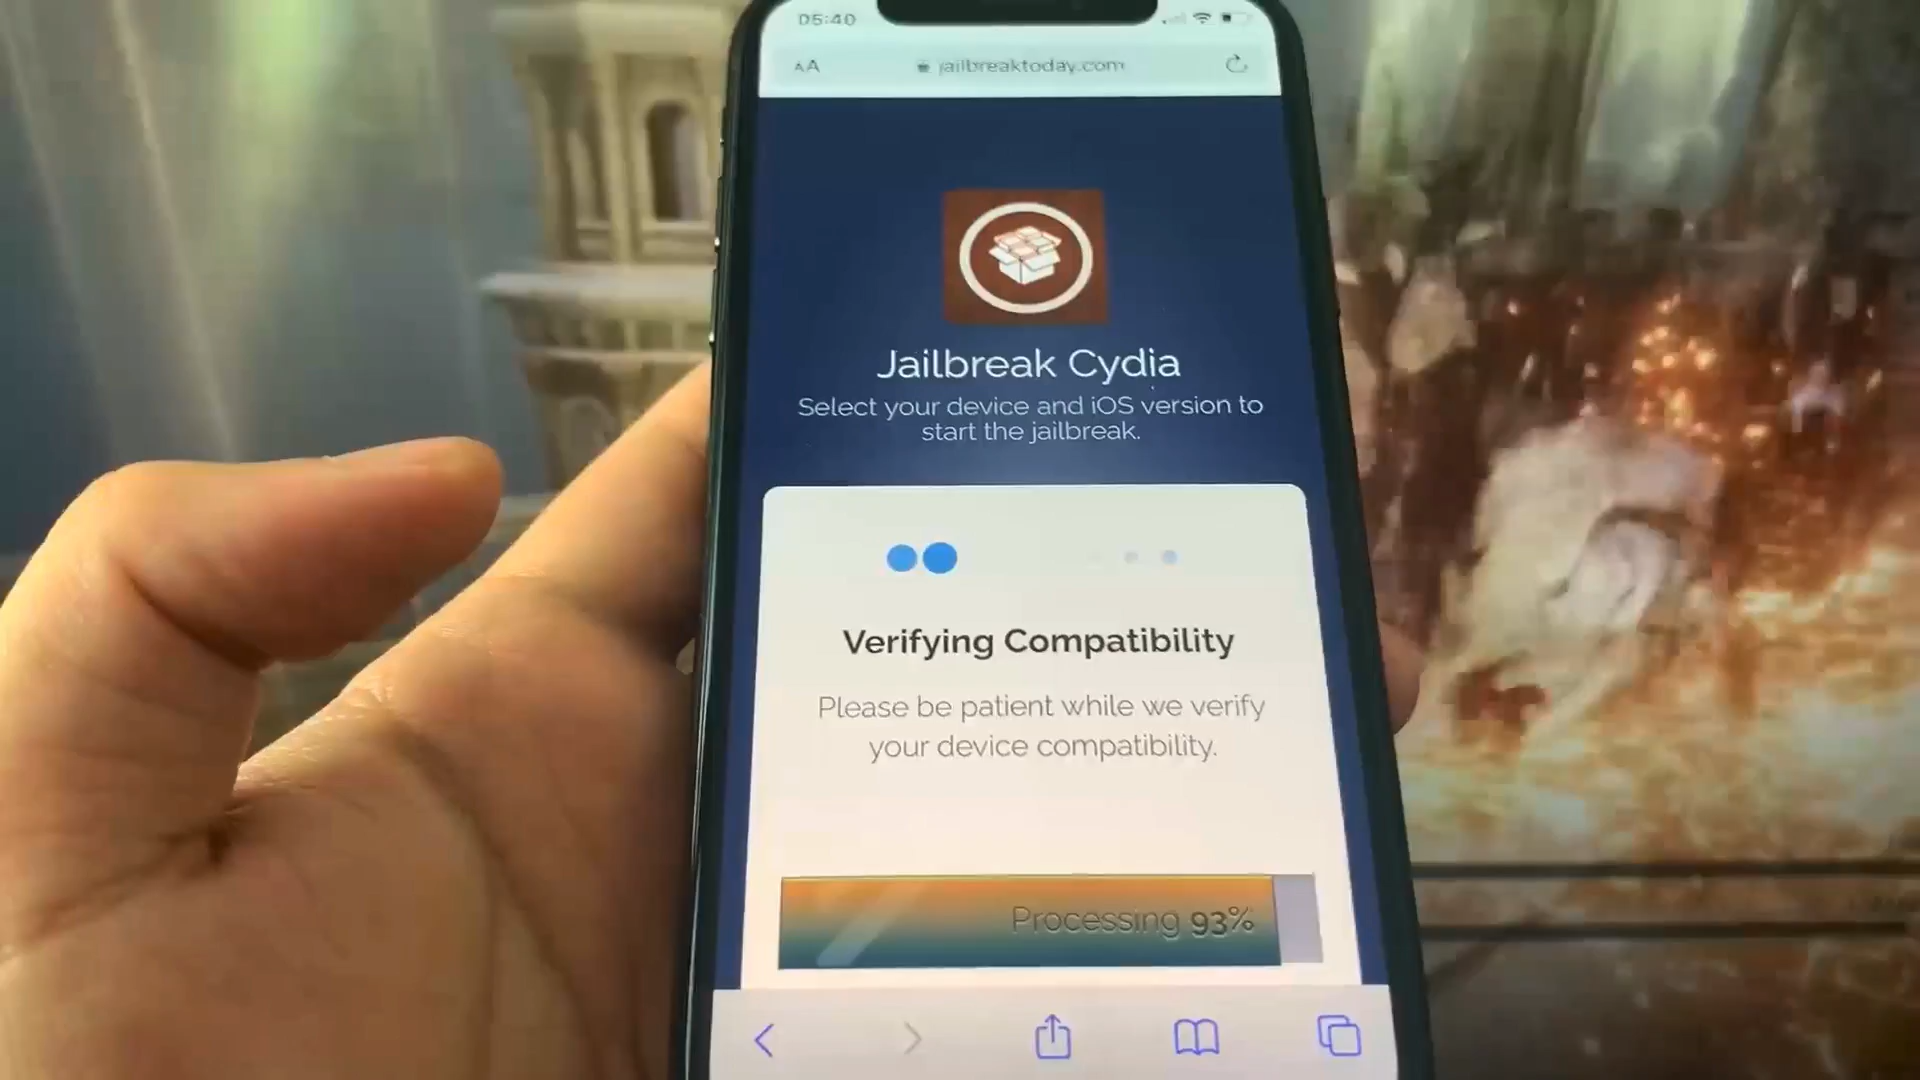 05:40
AA
jailbreaktoday.com
Jailbreak Cydia
Select your device and iOS version to
start the jailbreak.
Verifying Compatibility
Please be patient while we verify
your device compatibility.
Processing 93%